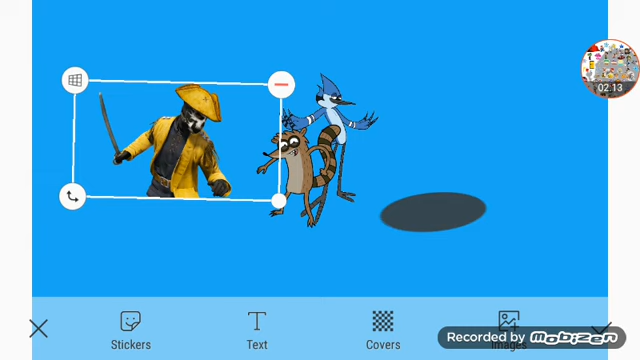 02:13
Stickers
Text
Covers
Images
Recorded by mobizen